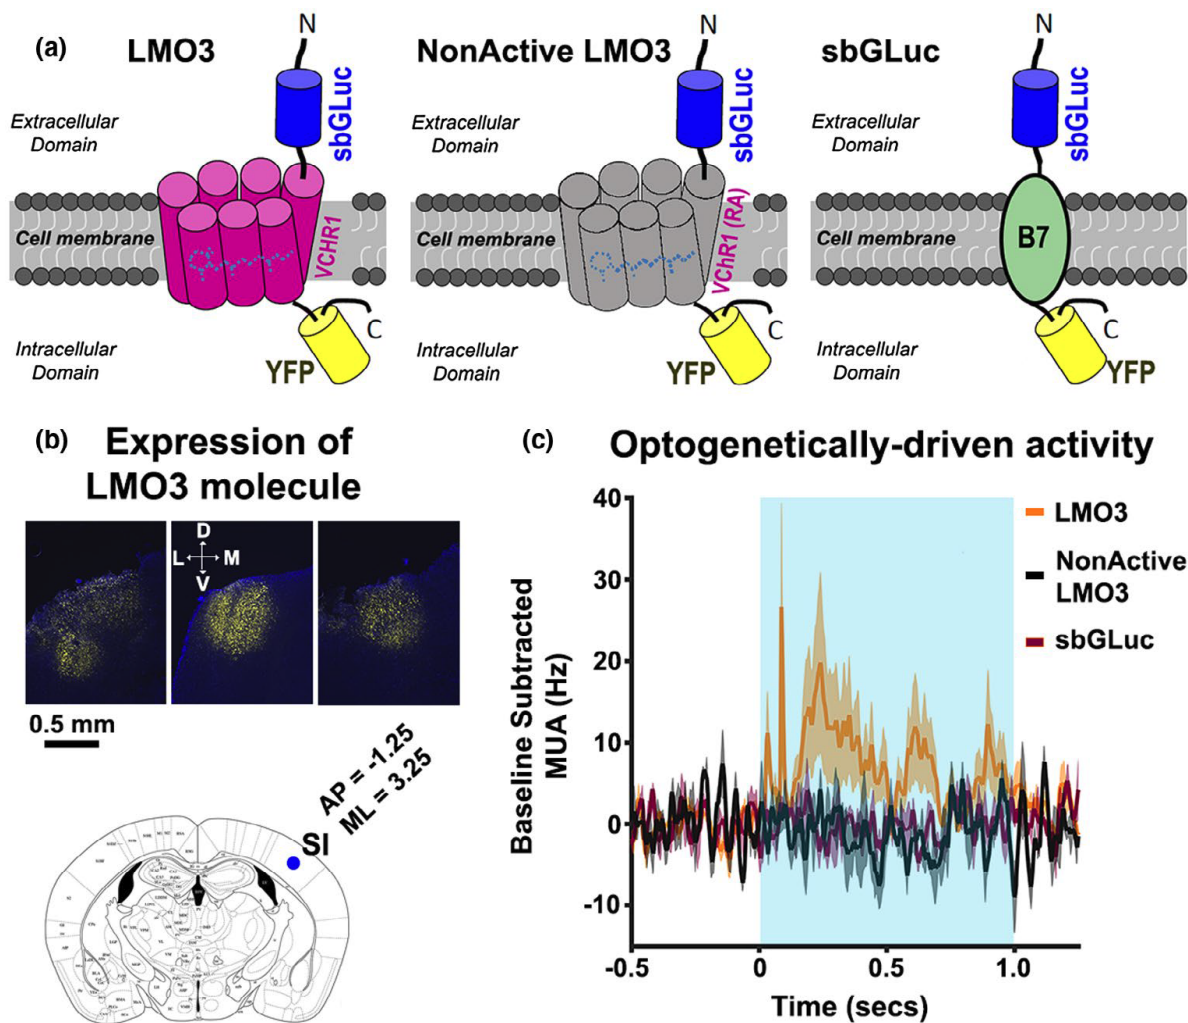 (a)
LMO3
NonActive LMO3
sbGLuc
N
N
N
sbGLuc
sbGLuc
sbGLuc
Extracellular
Domain
Extracellular
Domain
Extracellular
Domain
Cell membrane
VCHR1
Cell membrane
VChR1 (RA)
Cell membrane
B7
Intracellular
Domain
Intracellular
Domain
Intracellular
Domain
C
C
C
YFP
YFP
YFP
(b)
Expression of
LMO3 molecule
D
L M
V
0.5 mm
AP = -1.25
ML = 3.25
SI
(c)
Optogenetically-driven activity
Baseline Subtracted
MUA (Hz)
40
30
20
10
0
-10
-0.5
0
0.5
1.0
Time (secs)
LMO3
NonActive
LMO3
sbGLuc